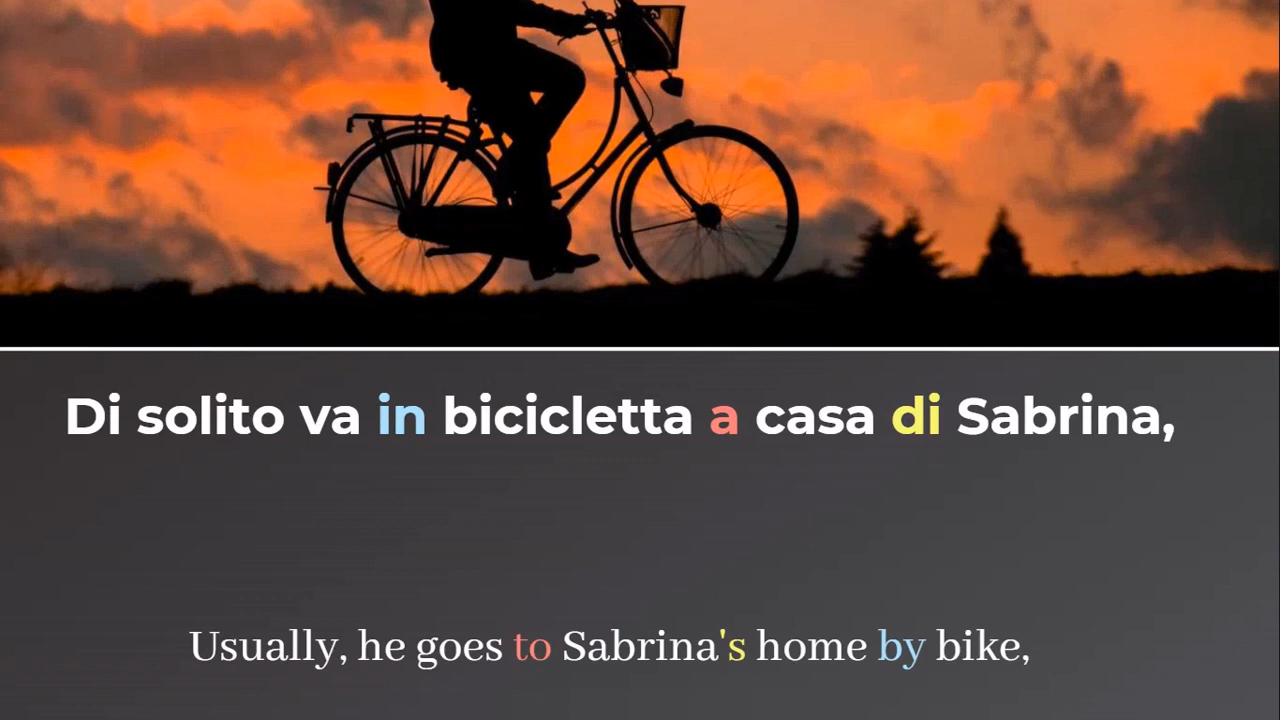 Di solito va in bicicletta a casa di Sabrina,
Usually, he goes to Sabrina's home by bike,